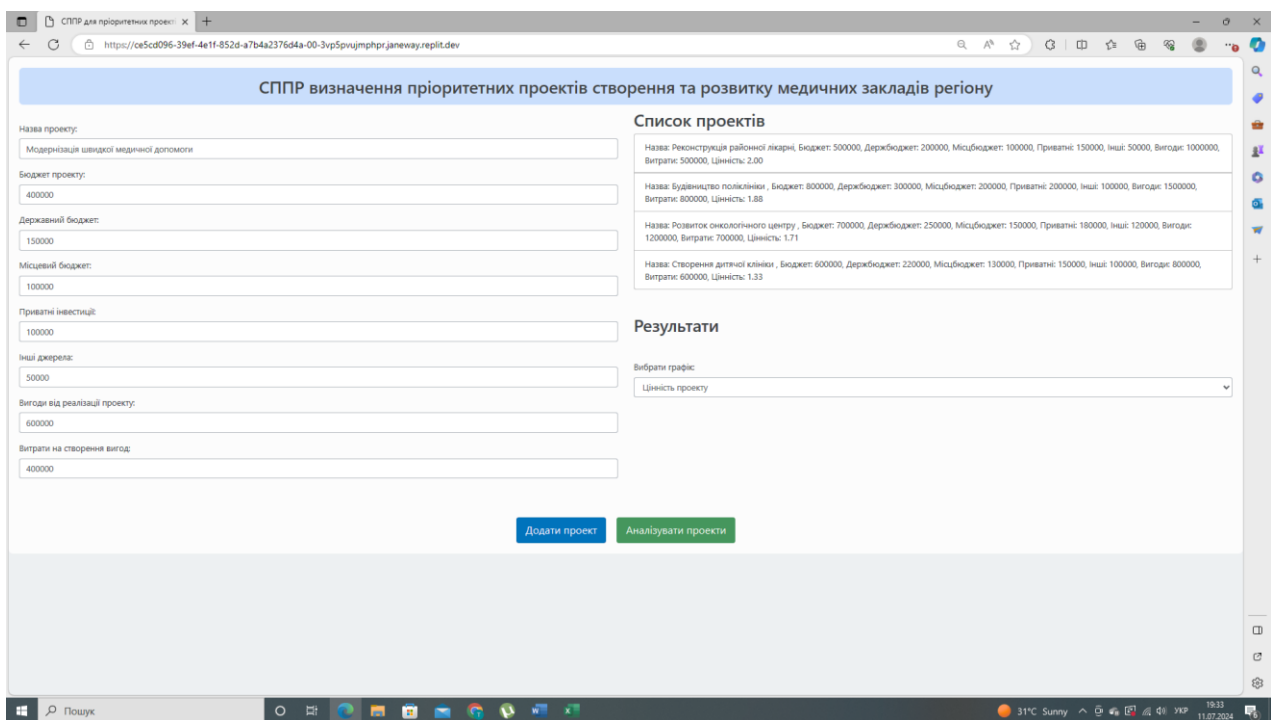 СППР для пріоритетних проекті
https://ce5cd096-39ef-4e1f-852d-a7b4a2376d4a-00-3vp5pvujmphpr.janeway.replit.dev
СППР визначення пріоритетних проектів створення та розвитку медичних закладів регіону
Назва проекту:
Модернізація швидкої медичної допомоги
Бюджет проекту:
400000
Державний бюджет:
150000
Місцевий бюджет:
100000
Приватні інвестиції:
100000
Інші джерела:
50000
Вигоди від реалізації проекту:
600000
Витрати на створення вигод:
400000
Список проектів
Назва: Реконструкція районної лікарні, Бюджет: 500000, Держбюджет: 200000, Місцбюджет: 100000, Приватні: 150000, Інші: 50000, Вигоди: 1000000,
Витрати: 500000, Цінність: 2.00
Назва: Будівництво поліклініки , Бюджет: 800000, Держбюджет: 300000, Місцбюджет: 200000, Приватні: 200000, Інші: 100000, Вигоди: 1500000,
Витрати: 800000, Цінність: 1.88
Назва: Розвиток онкологічного центру , Бюджет: 700000, Держбюджет: 250000, Місцбюджет: 150000, Приватні: 180000, Інші: 120000, Вигоди:
1200000, Витрати: 700000, Цінність: 1.71
Назва: Створення дитячої клініки , Бюджет: 600000, Держбюджет: 220000, Місцбюджет: 130000, Приватні: 150000, Інші: 100000, Вигоди: 800000,
Витрати: 600000, Цінність: 1.33
Результати
Вибрати графік:
Цінність проекту
Додати проект
Аналізувати проекти
Пошук
31°C Sunny
УКР
19:33
11.07.2024